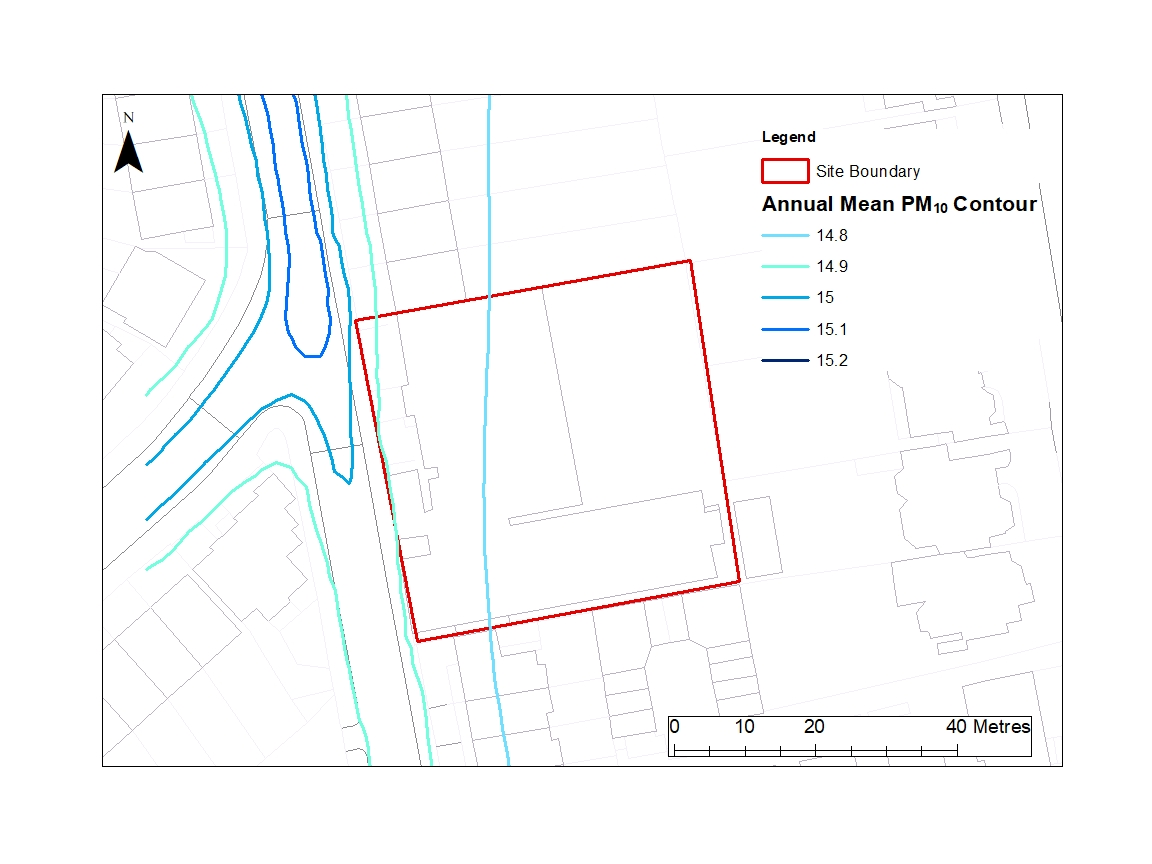 N
Legend
Site Boundary
Annual Mean PM₁₀ Contour
14.8
14.9
15
15.1
15.2
0 10 20 40 Metres